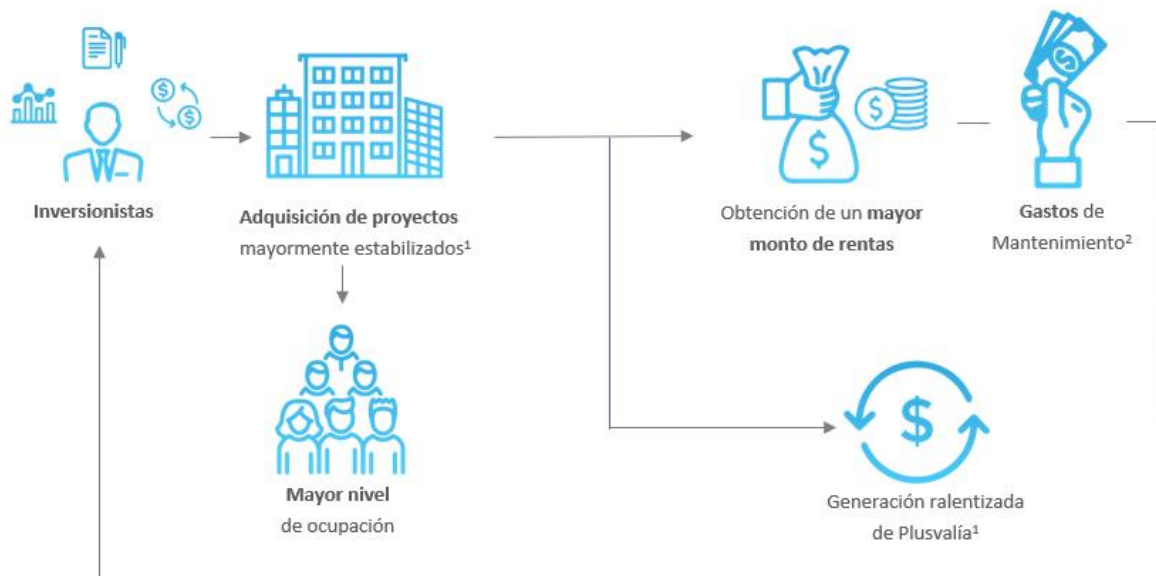 Inversionistas
Adquisición de proyectos
mayormente estabilizados¹
Mayor nivel
de ocupación
Obtención de un mayor
monto de rentas
Gastos de
Mantenimiento²
Generación ralentizada
de Plusvalía¹